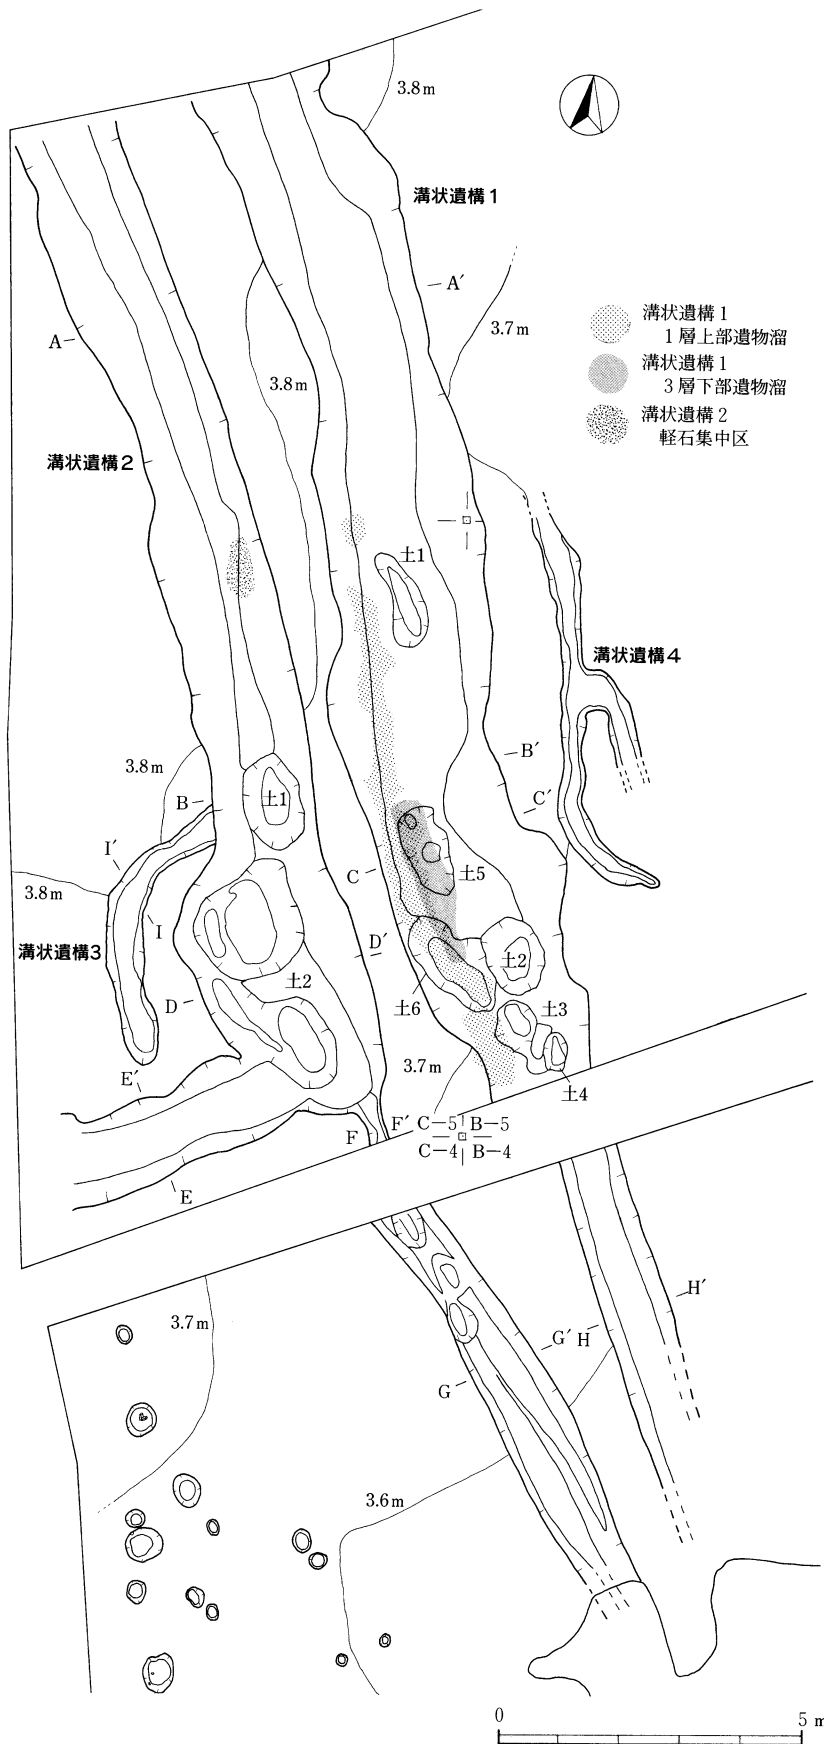 3.8m
溝状遺構1
A′
3.7m
溝状遺構1
1層上部遺物溜
溝状遺構1
3層下部遺物溜
溝状遺構2
軽石集中区
A
3.8m
溝状遺構2
土1
溝状遺構4
B′
3.8m
B
土1
C′
I′
C
土5
3.8m
I
溝状遺構3
D′
土2
土2
D
土6
土3
3.7m
土4
E′
F
F′
C-5
B-5
C-4
B-4
E
H′
3.7m
G′
H
G
3.6m
0
5m